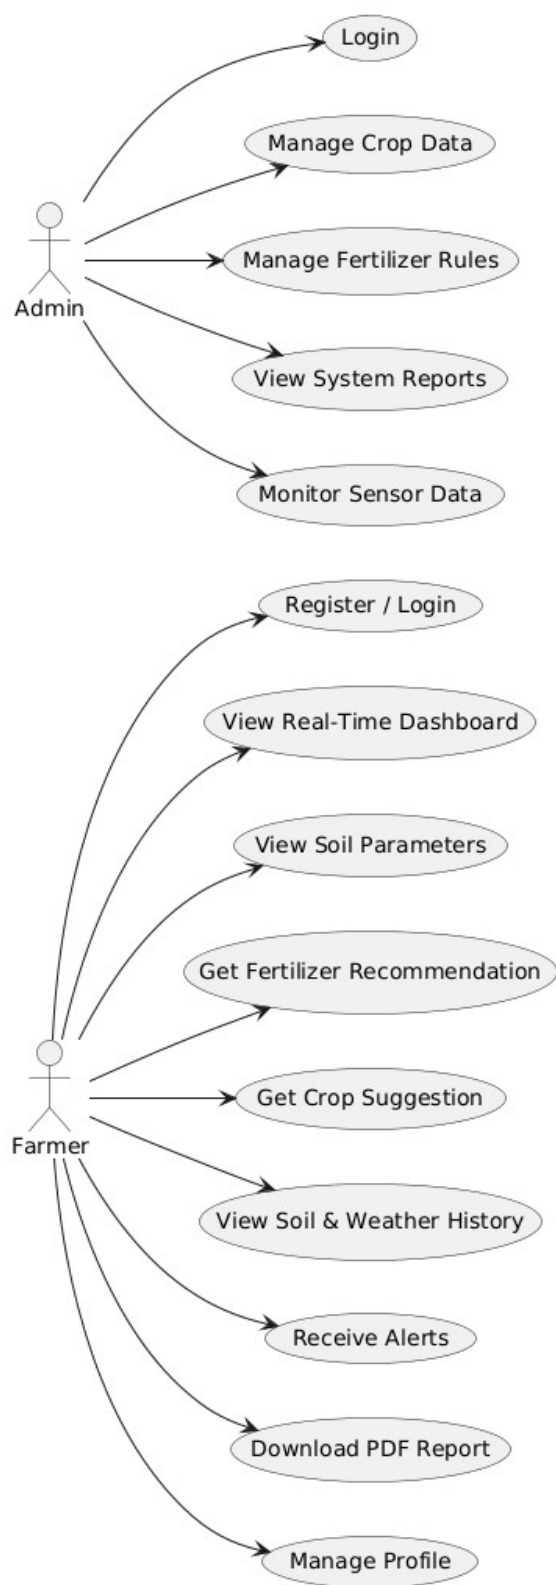 Login
Manage Crop Data
Manage Fertilizer Rules
Admin
View System Reports
Monitor Sensor Data
Register / Login
View Real-Time Dashboard
View Soil Parameters
Get Fertilizer Recommendation
Get Crop Suggestion
Farmer
View Soil & Weather History
Receive Alerts
Download PDF Report
Manage Profile